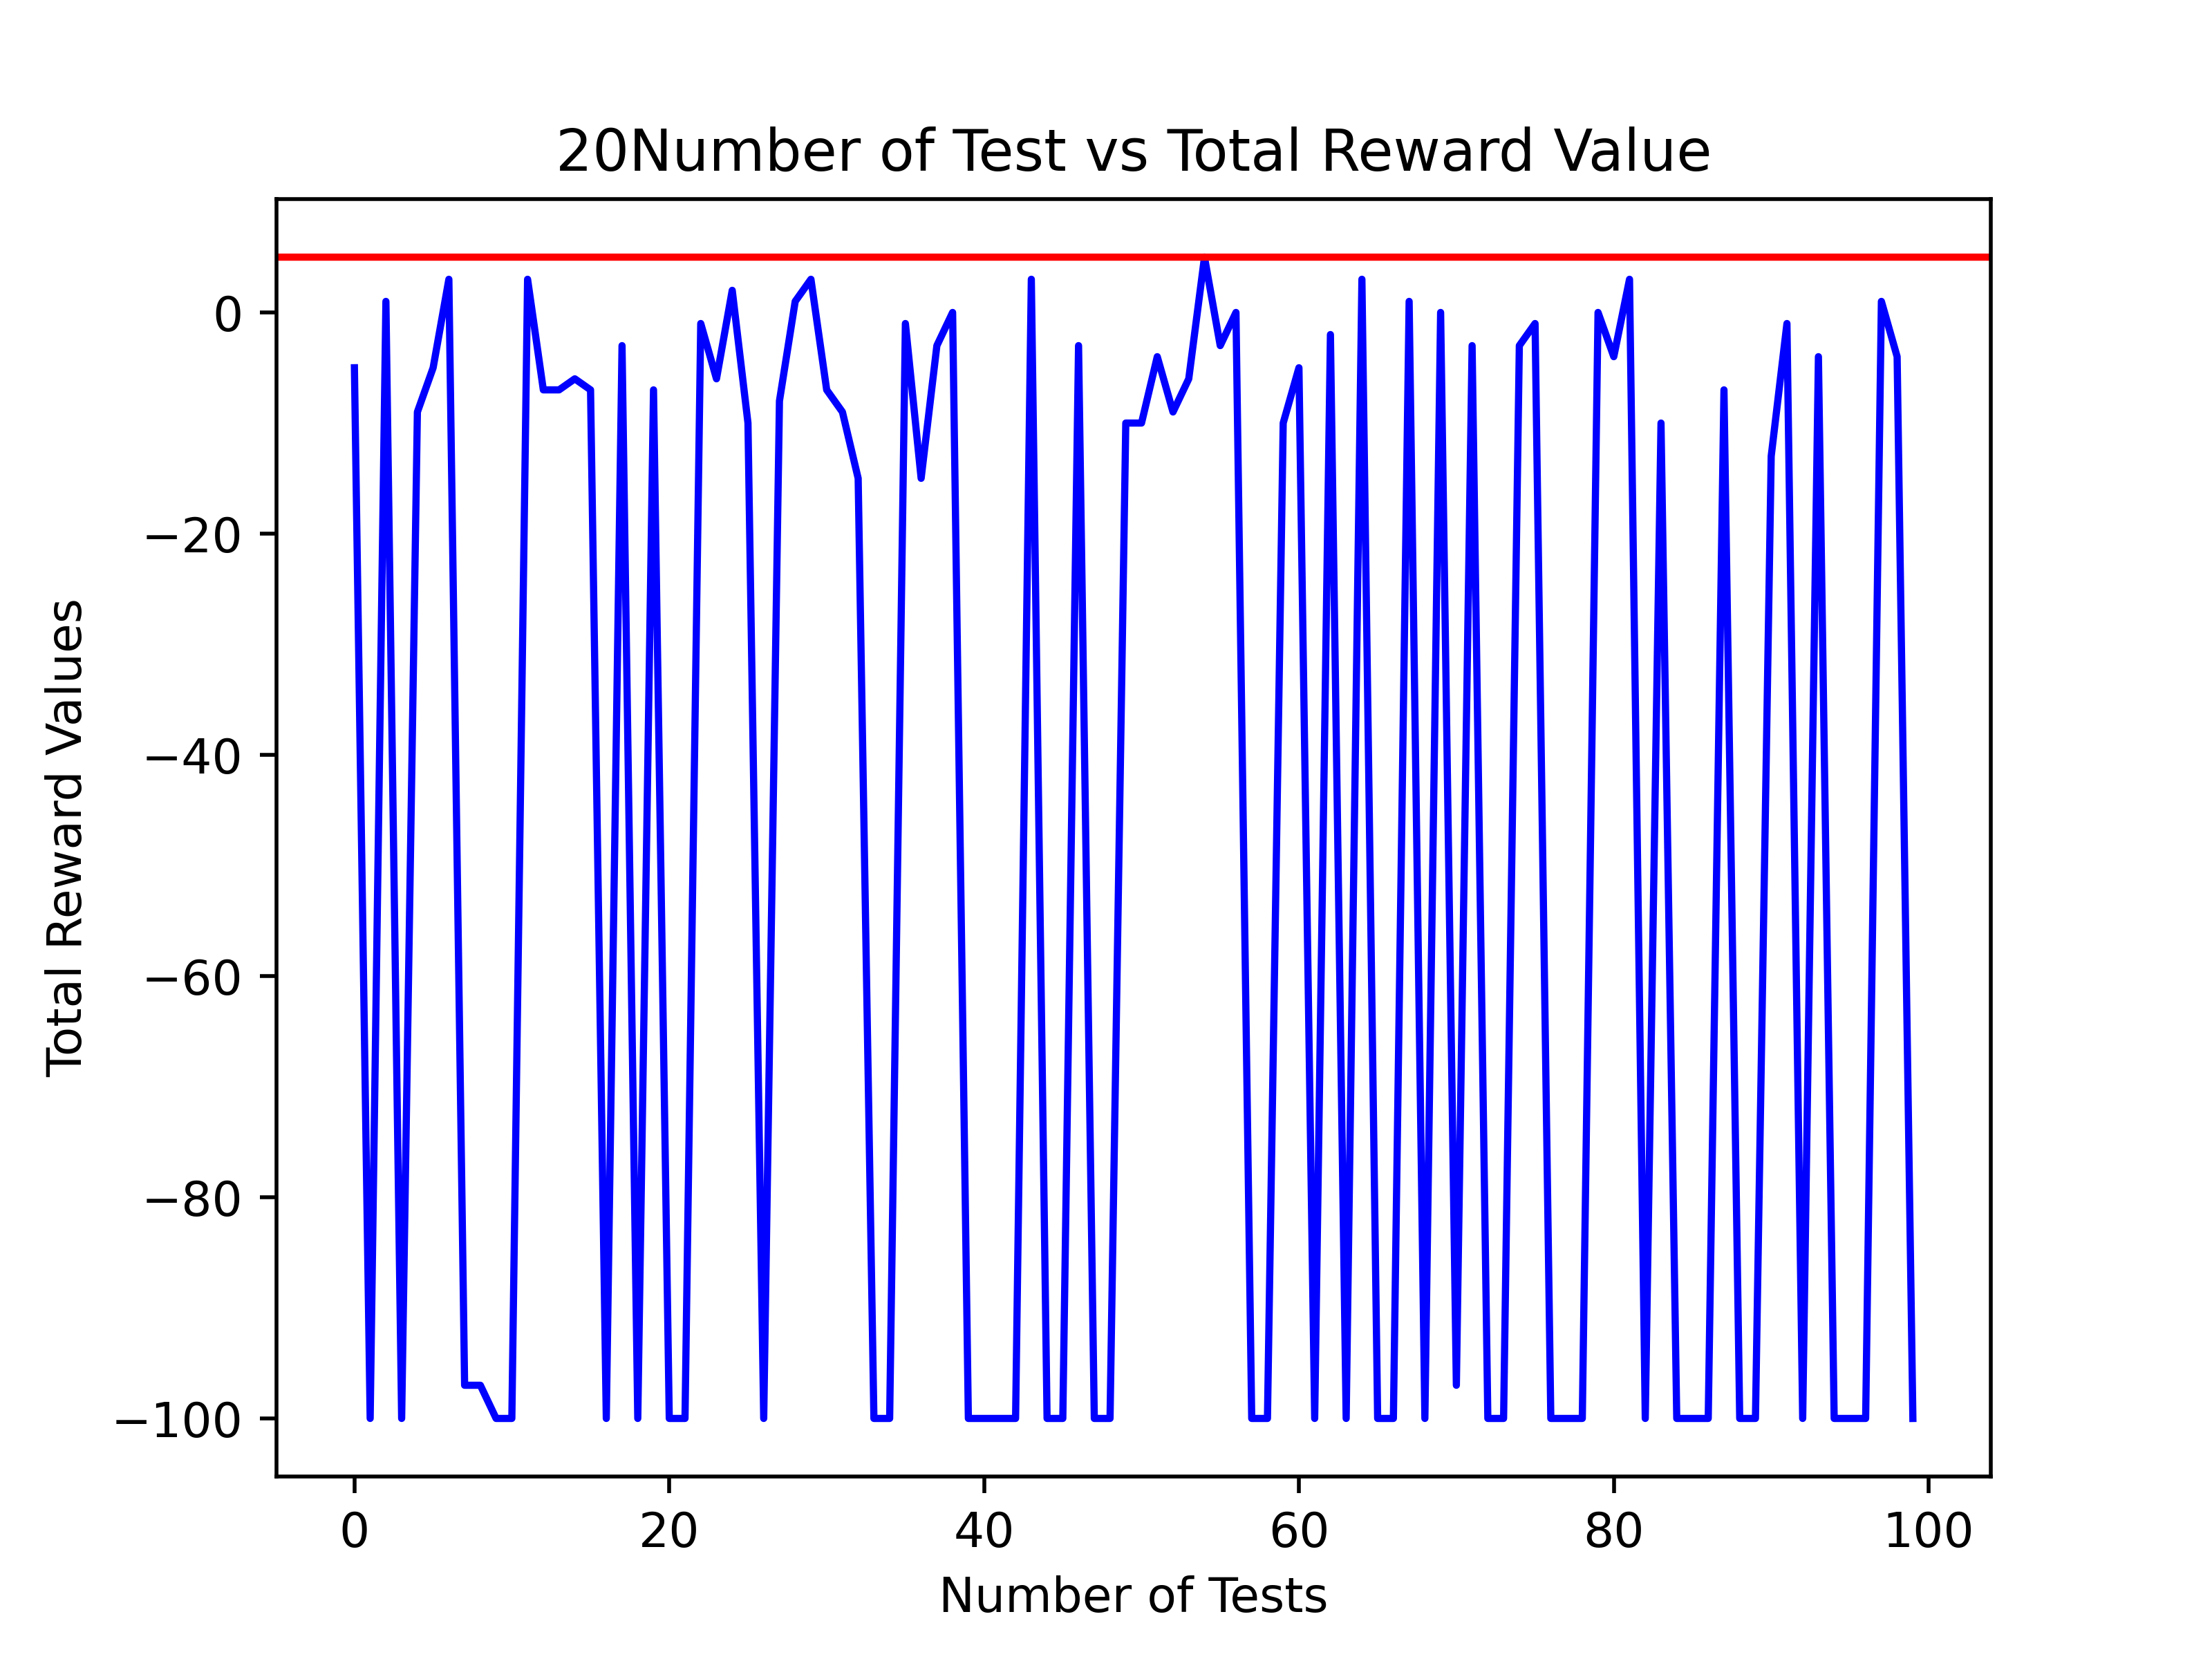 20Number of Test vs Total Reward Value
0
−20
−40
−60
−80
−100
Total Reward Values
0 20 40 60 80 100
Number of Tests